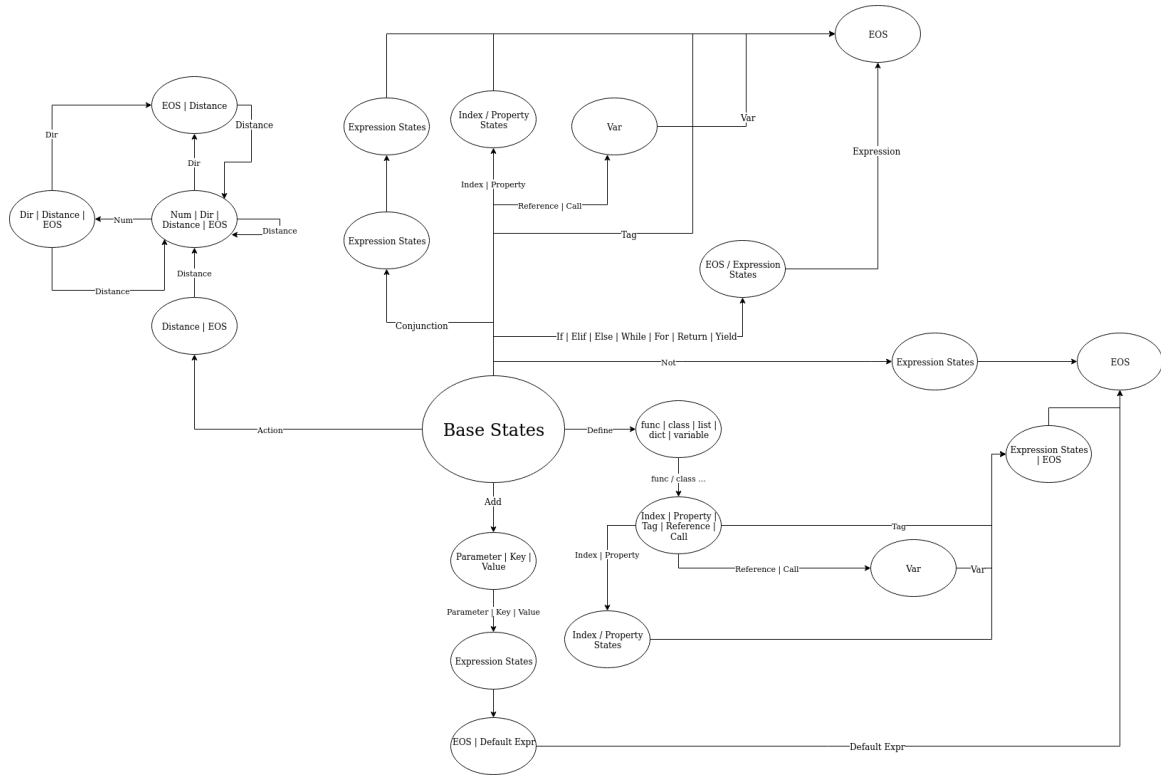 EOS
EOS | Distance
Distance
Dir
Dir
Dir | Distance |
EOS
Num
Num | Dir |
Distance | EOS
Distance
Distance
Distance
Distance | EOS
Action
Expression States
Index / Property
States
Var
Var
Index | Property
Reference | Call
Expression States
Tag
Conjunction
Expression
EOS / Expression
States
If | Elif | Else | While | For | Return | Yield
Not
Expression States
EOS
Base States
Define
func | class | list |
dict | variable
func / class ...
Index | Property |
Tag | Reference |
Call
Tag
Expression States
| EOS
Index | Property
Reference | Call
Var
Var
Index / Property
States
Add
Parameter | Key |
Value
Parameter | Key | Value
Expression States
EOS | Default Expr
Default Expr